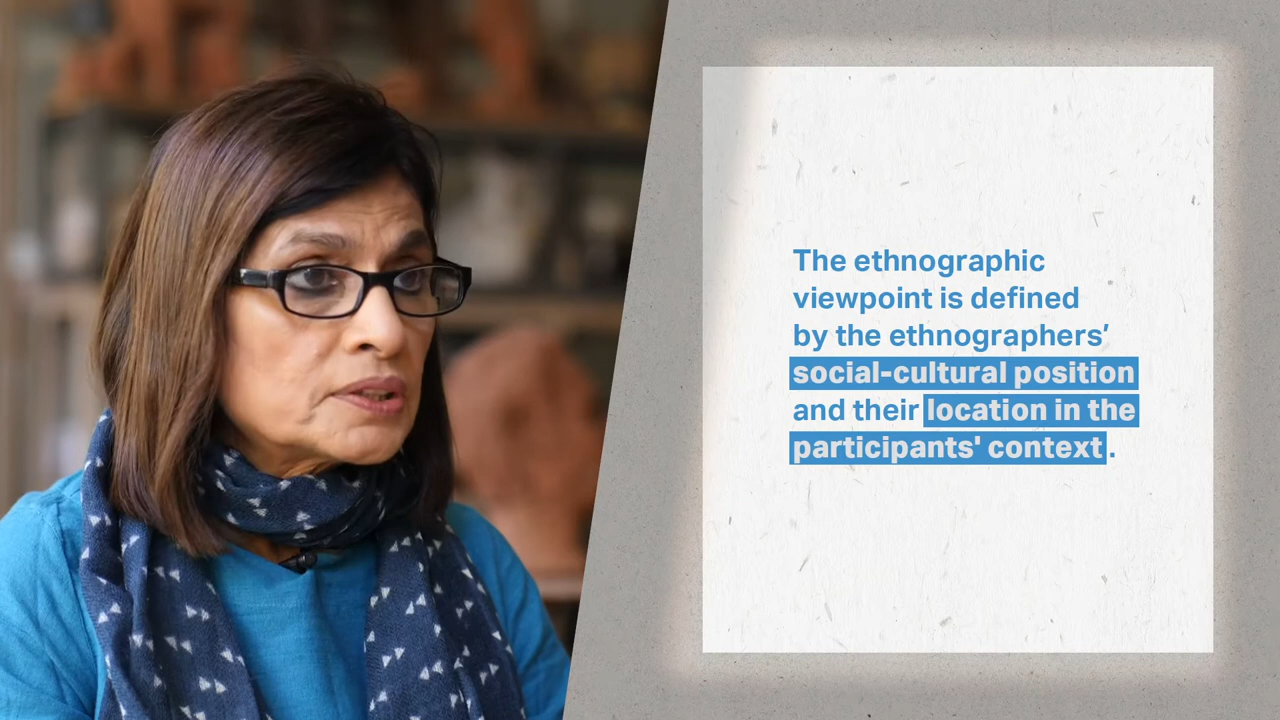 The ethnographic
viewpoint is defined
by the ethnographers’
social-cultural position
and their location in the
participants' context.